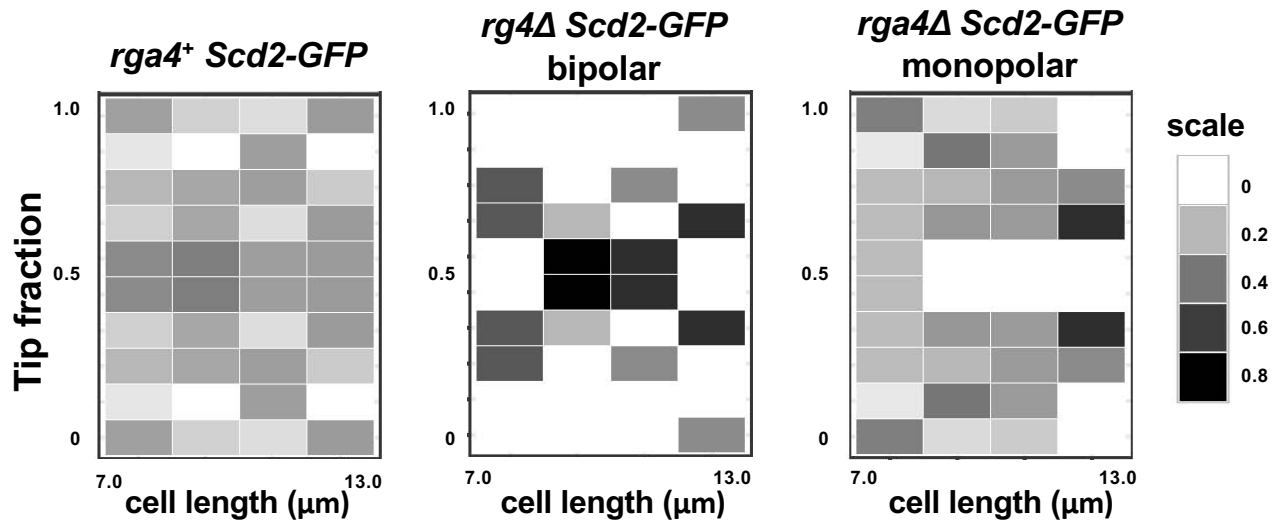 rga4+ Scd2-GFP
rg4Δ Scd2-GFP
bipolar
rga4Δ Scd2-GFP
monopolar
Tip fraction
1.0
0.5
0
7.0
13.0
cell length (μm)
1.0
0.5
0
7.0
13.0
cell length (μm)
1.0
0.5
0
7.0
13.0
cell length (μm)
scale
0
0.2
0.4
0.6
0.8